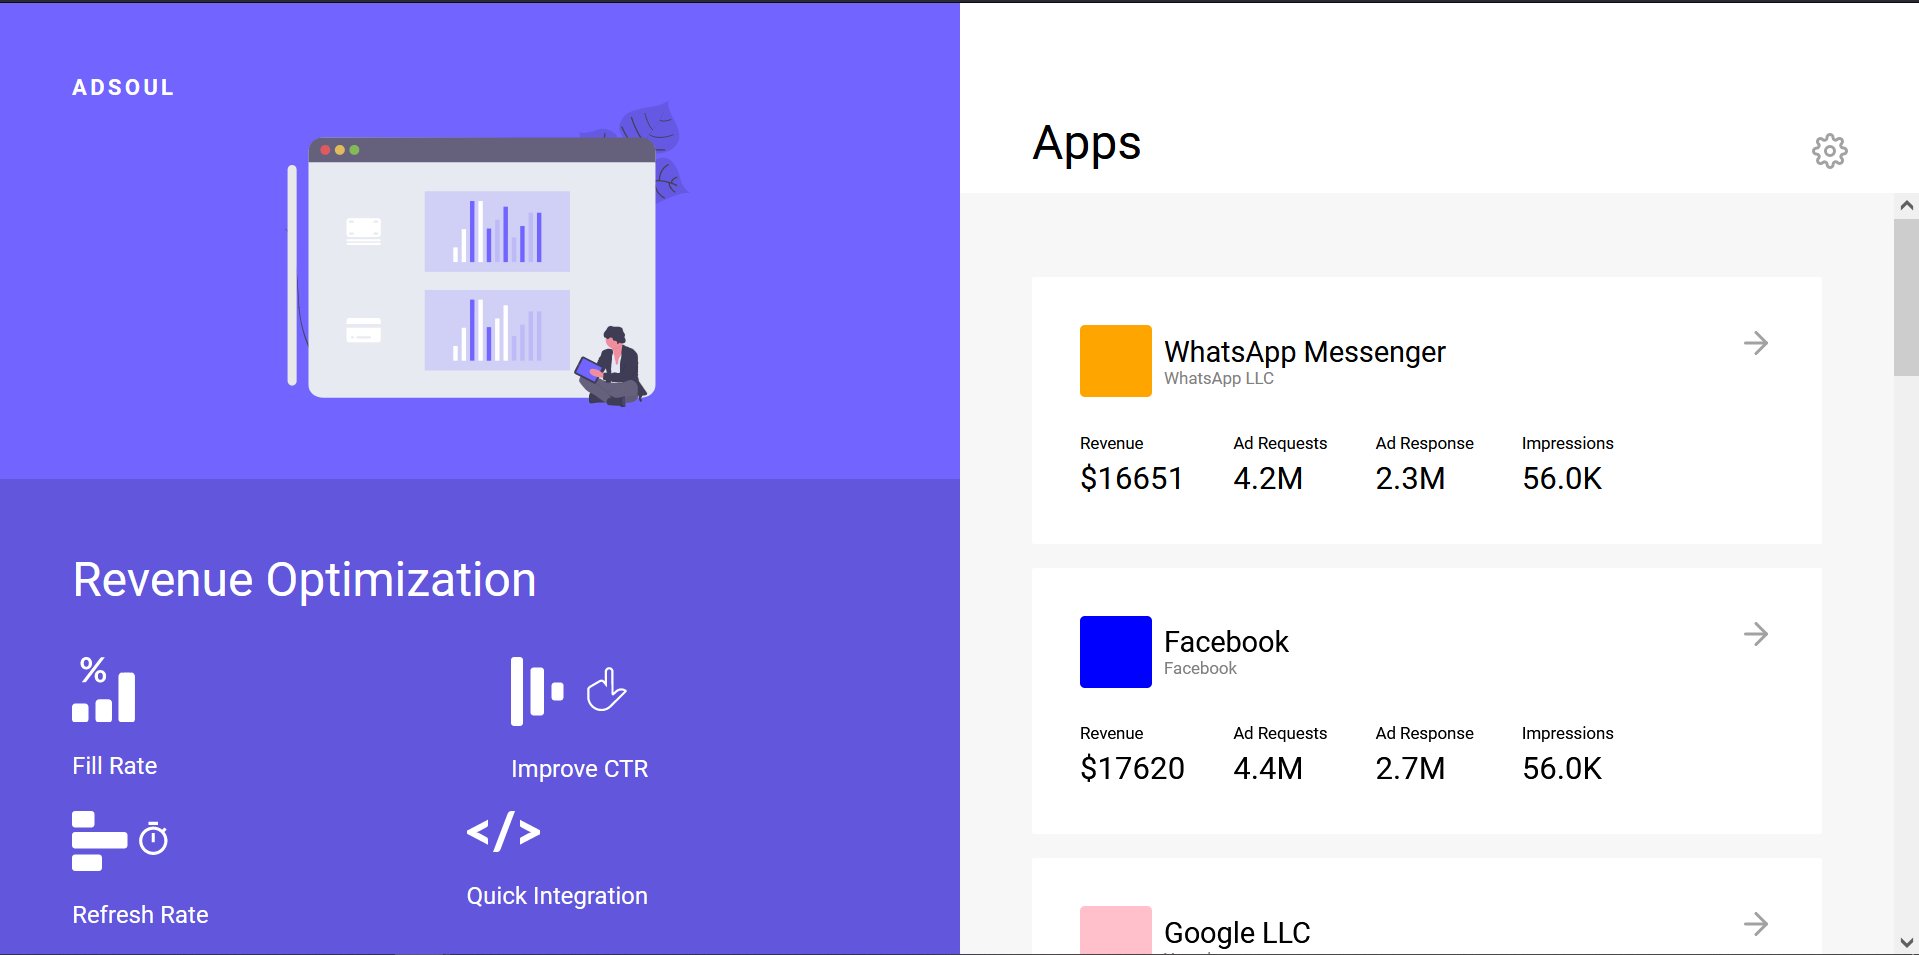 ADSOUL
Revenue Optimization
%
Fill Rate
Improve CTR
</>
Refresh Rate
Quick Integration
Apps
WhatsApp Messenger
WhatsApp LLC
Revenue Ad Requests Ad Response Impressions
$16651 4.2M 2.3M 56.0K
Facebook
Facebook
Revenue Ad Requests Ad Response Impressions
$17620 4.4M 2.7M 56.0K
Google LLC